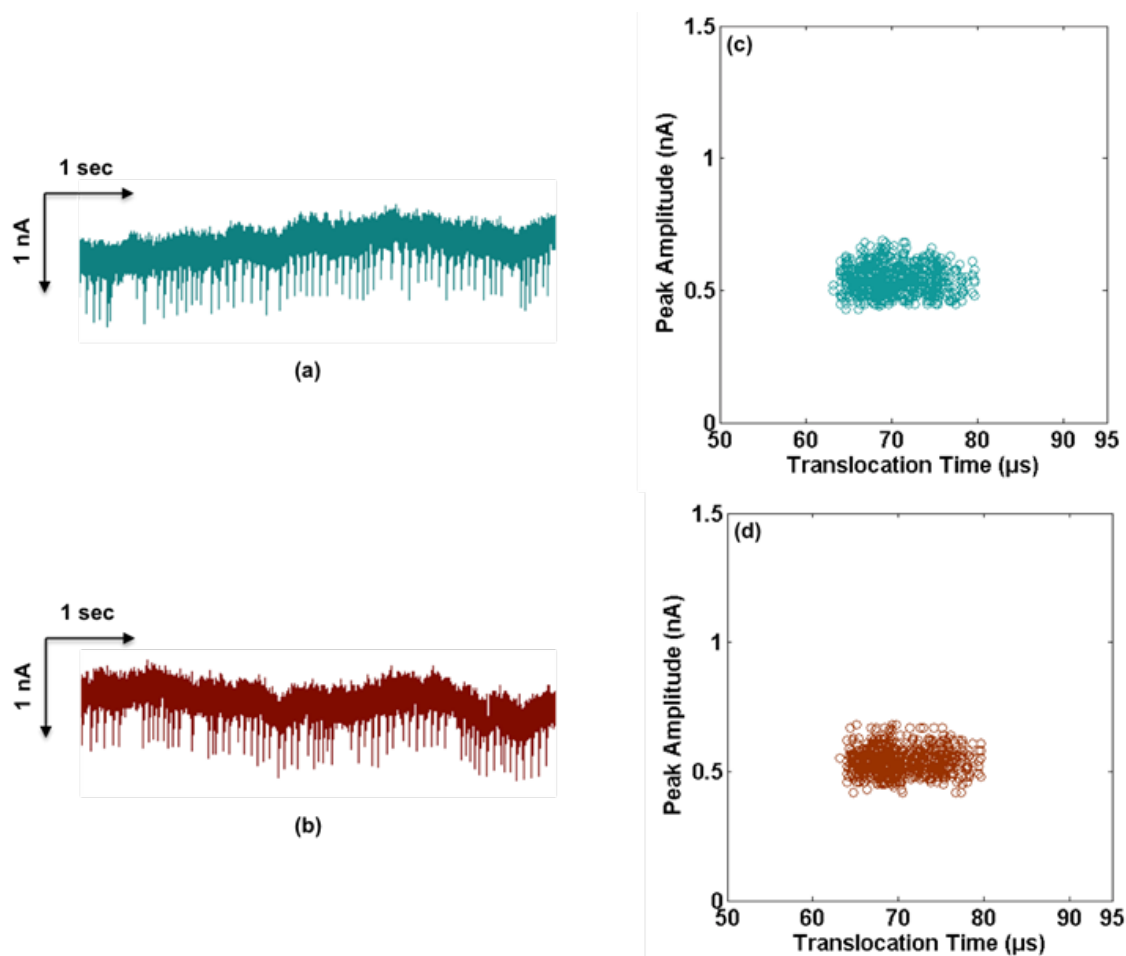 1 sec
1 nA
(a)
(c)
1.5
1
0.5
0
Peak Amplitude (nA)
50 60 70 80 90 95
Translocation Time (μs)
1 sec
1 nA
(b)
(d)
1.5
1
0.5
0
Peak Amplitude (nA)
50 60 70 80 90 95
Translocation Time (μs)